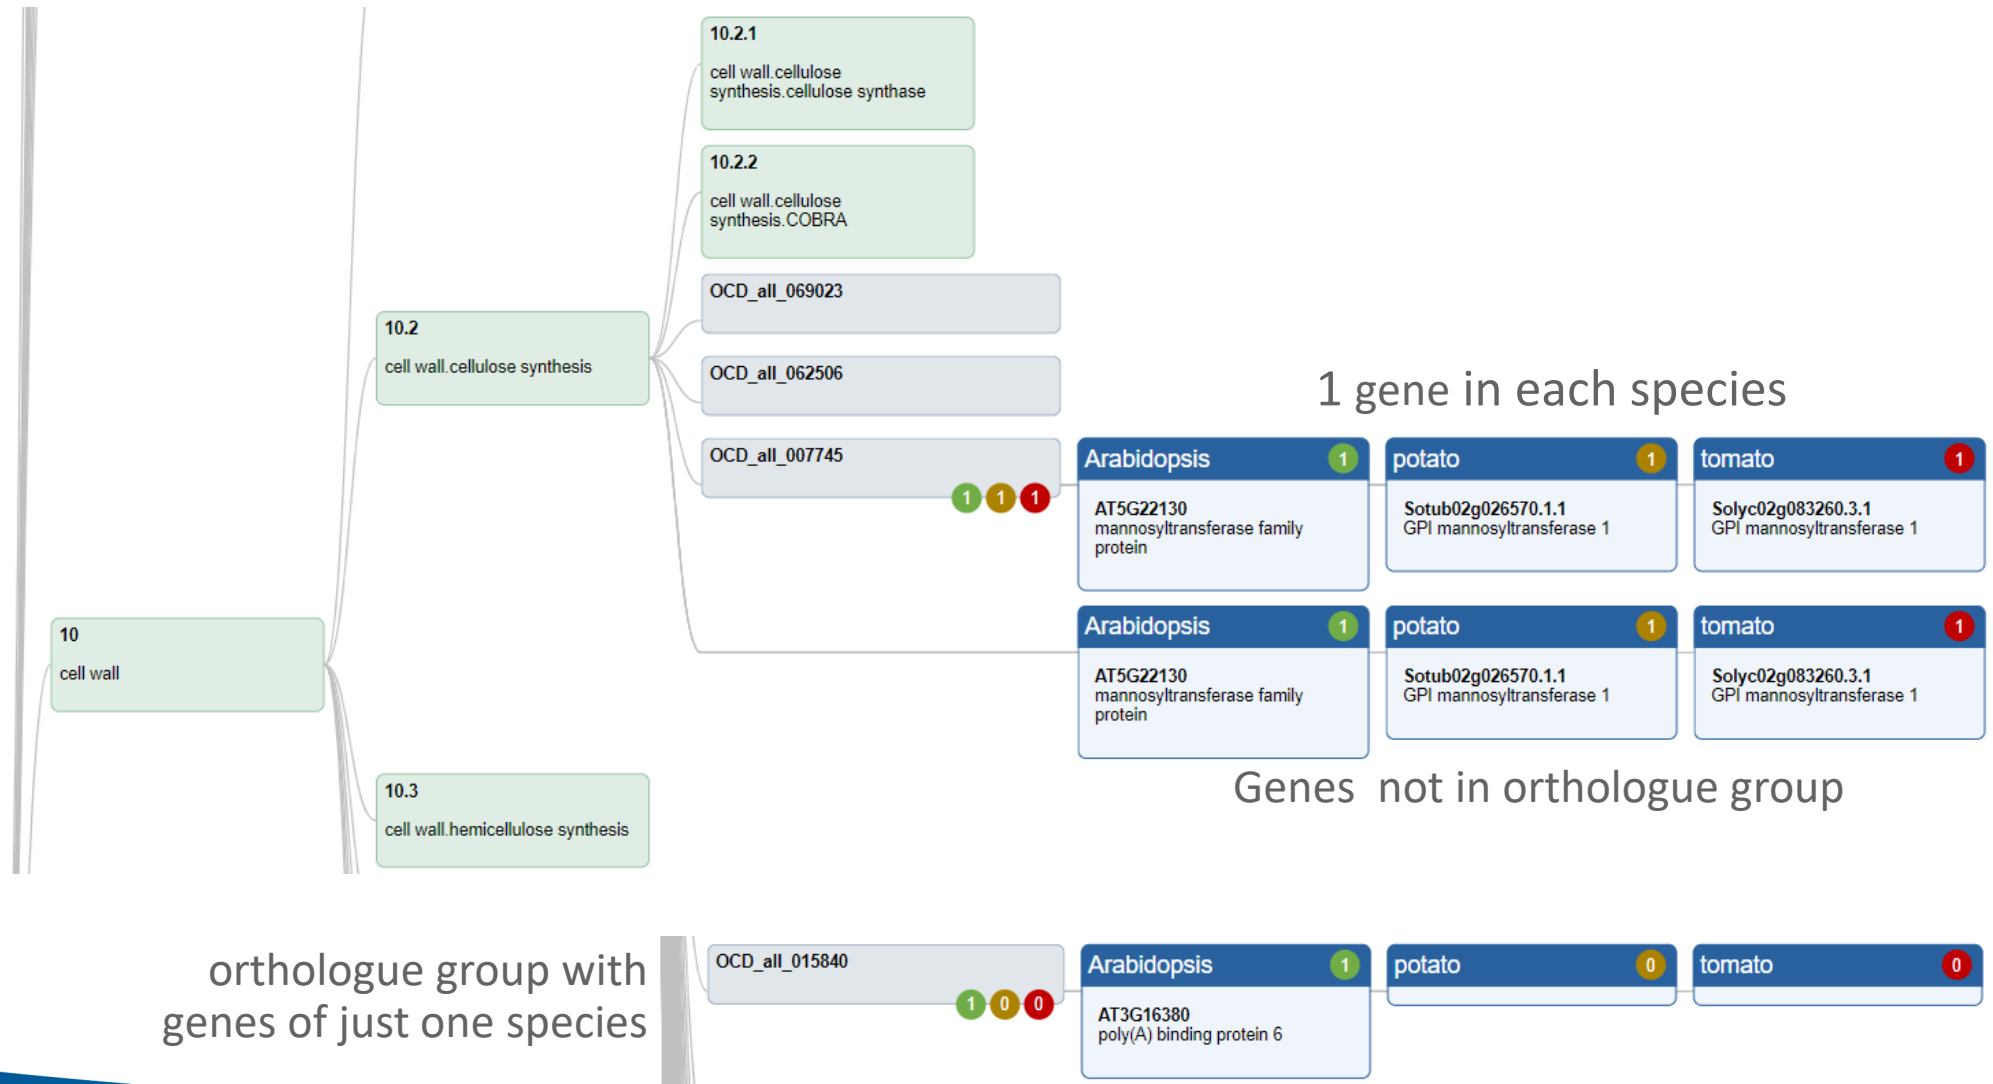 10.2.1
cell wall.cellulose
synthesis.cellulose synthase
10.2.2
cell wall.cellulose
synthesis.COBRA
OCD_all_069023
10.2
cell wall.cellulose synthesis
OCD_all_062506
1 gene in each species
OCD_all_007745
1 1 1
Arabidopsis 1
AT5G22130
mannosyltransferase family
protein
potato 1
Sotub02g026570.1.1
GPI mannosyltransferase 1
tomato 1
Solyc02g083260.3.1
GPI mannosyltransferase 1
Arabidopsis 1
AT5G22130
mannosyltransferase family
protein
potato 1
Sotub02g026570.1.1
GPI mannosyltransferase 1
tomato 1
Solyc02g083260.3.1
GPI mannosyltransferase 1
10
cell wall
Genes not in orthologue group
10.3
cell wall.hemicellulose synthesis
orthologue group with
genes of just one species
OCD_all_015840
1 0 0
Arabidopsis 1
AT3G16380
poly(A) binding protein 6
potato 0
tomato 0